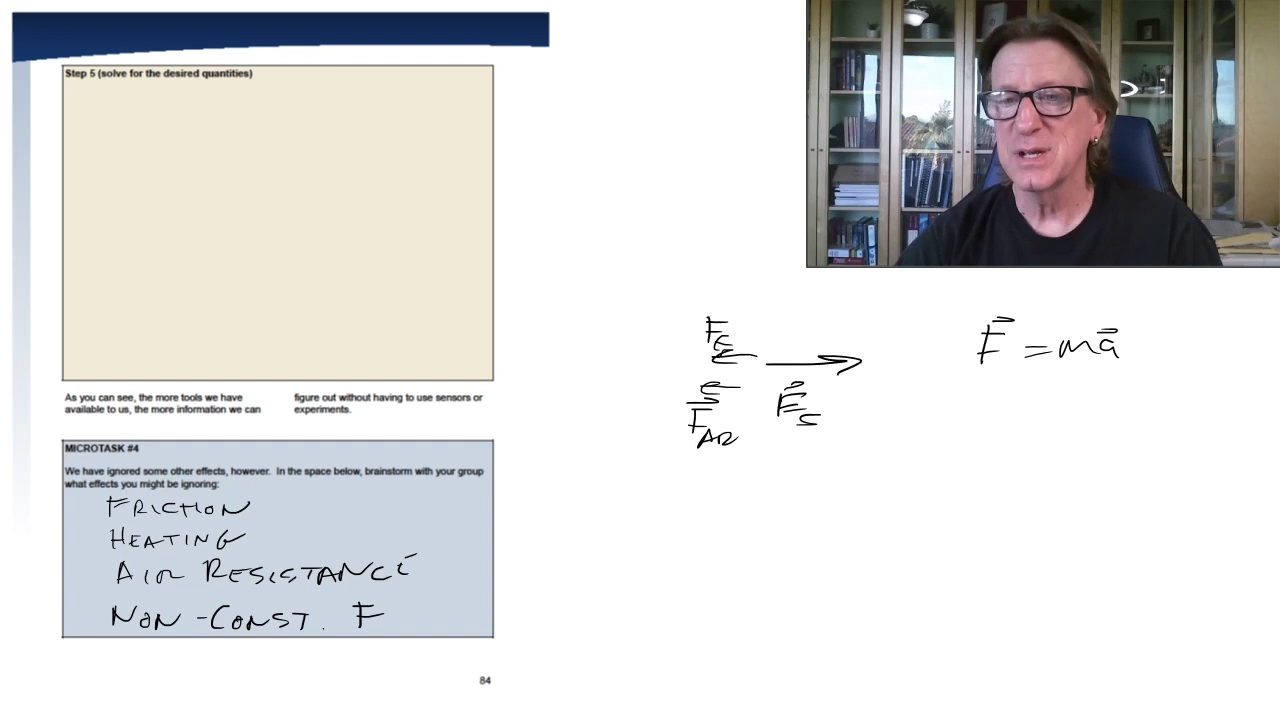 Step 5 (solve for the desired quantities)
As you can see, the more tools we have
available to us, the more information we can
figure out without having to use sensors or
experiments.
MICROTASK #4
We have ignored some other effects, however. In the space below, brainstorm with your group
what effects you might be ignoring:
FRICTION
HEATING
AIR RESISTANCE
NON-CONST. F
84
F = ma